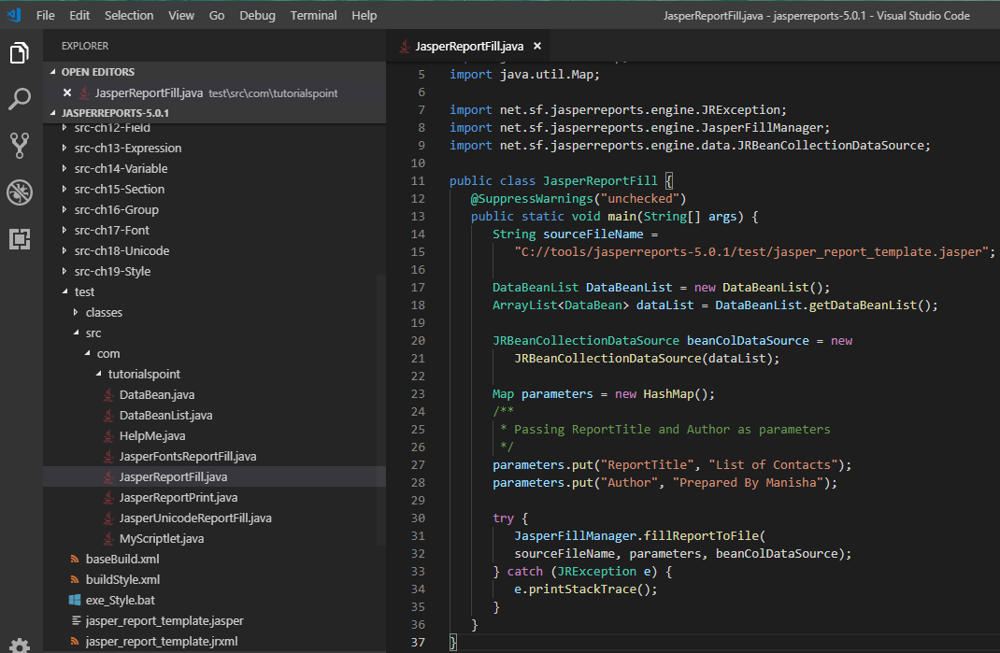 File Edit Selection View Go Debug Terminal Help
JasperReportFill.java - jasperreports-5.0.1 - Visual Studio Code
EXPLORER
OPEN EDITORS
JasperReportFill.java test\src\com\tutorialspoint
JASPERREPORTS-5.0.1
src-ch12-Field
src-ch13-Expression
src-ch14-Variable
src-ch15-Section
src-ch16-Group
src-ch17-Font
src-ch18-Unicode
src-ch19-Style
test
classes
src
com
tutorialspoint
DataBean.java
DataBeanList.java
HelpMe.java
JasperFontsReportFill.java
JasperReportFill.java
JasperReportPrint.java
JasperUnicodeReportFill.java
MyScriptlet.java
baseBuild.xml
buildStyle.xml
exe_Style.bat
jasper_report_template.jasper
jasper_report_template.jrxml
JasperReportFill.java ×
5 import java.util.Map;
6
7 import net.sf.jasperreports.engine.JRException;
8 import net.sf.jasperreports.engine.JasperFillManager;
9 import net.sf.jasperreports.engine.data.JRBeanCollectionDataSource;
10
11 public class JasperReportFill {
12 @SuppressWarnings("unchecked")
13 public static void main(String[] args) {
14 String sourceFileName =
15 "C://tools/jasperreports-5.0.1/test/jasper_report_template.jasper";
16
17 DataBeanList DataBeanList = new DataBeanList();
18 ArrayList<DataBean> dataList = DataBeanList.getDataBeanList();
19
20 JRBeanCollectionDataSource beanColDataSource = new
21 JRBeanCollectionDataSource(dataList);
22
23 Map parameters = new HashMap();
24 /**
25 * Passing ReportTitle and Author as parameters
26 */
27 parameters.put("ReportTitle", "List of Contacts");
28 parameters.put("Author", "Prepared By Manisha");
29
30 try {
31 JasperFillManager.fillReportToFile(
32 sourceFileName, parameters, beanColDataSource);
33 } catch (JRException e) {
34 e.printStackTrace();
35 }
36 }
37 }